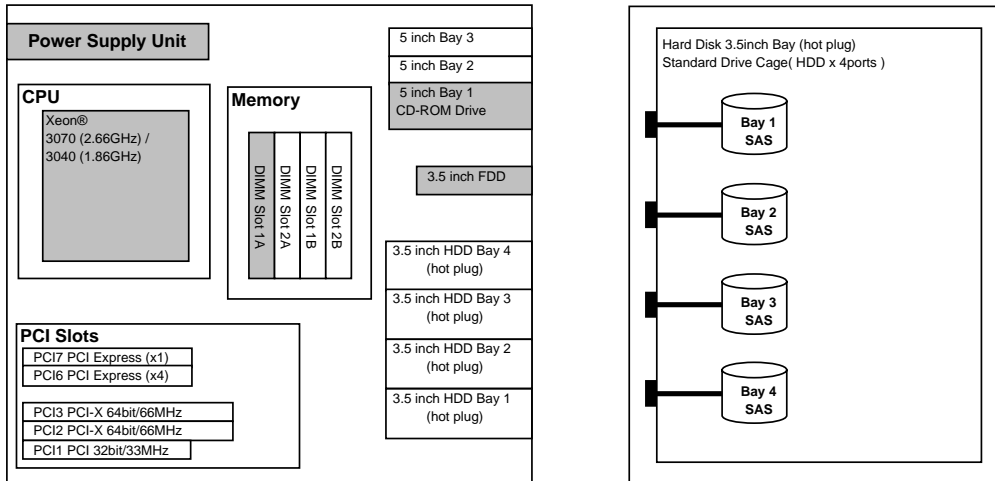 Power Supply Unit
CPU
Xeon®
3070 (2.66GHz) /
3040 (1.86GHz)
Memory
DIMM Slot 1A
DIMM Slot 2A
DIMM Slot 1B
DIMM Slot 2B
5 inch Bay 3
5 inch Bay 2
5 inch Bay 1
CD-ROM Drive
3.5 inch FDD
3.5 inch HDD Bay 4
(hot plug)
3.5 inch HDD Bay 3
(hot plug)
3.5 inch HDD Bay 2
(hot plug)
3.5 inch HDD Bay 1
(hot plug)
PCI Slots
PCI7 PCI Express (x1)
PCI6 PCI Express (x4)
PCI3 PCI-X 64bit/66MHz
PCI2 PCI-X 64bit/66MHz
PCI1 PCI 32bit/33MHz
Hard Disk 3.5inch Bay (hot plug)
Standard Drive Cage( HDD x 4ports )
Bay 1
SAS
Bay 2
SAS
Bay 3
SAS
Bay 4
SAS